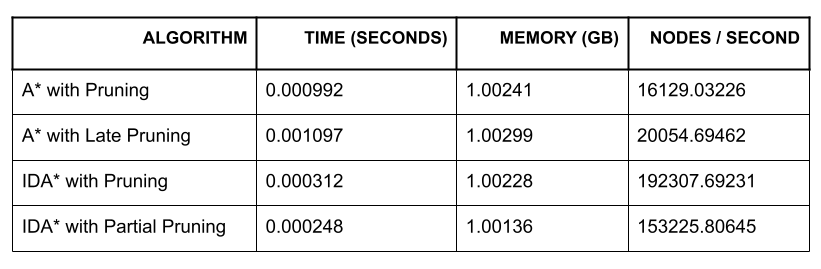 ALGORITHM TIME (SECONDS) MEMORY (GB) NODES / SECOND
A* with Pruning 0.000992 1.00241 16129.03226
A* with Late Pruning 0.001097 1.00299 20054.69462
IDA* with Pruning 0.000312 1.00228 192307.69231
IDA* with Partial Pruning 0.000248 1.00136 153225.80645